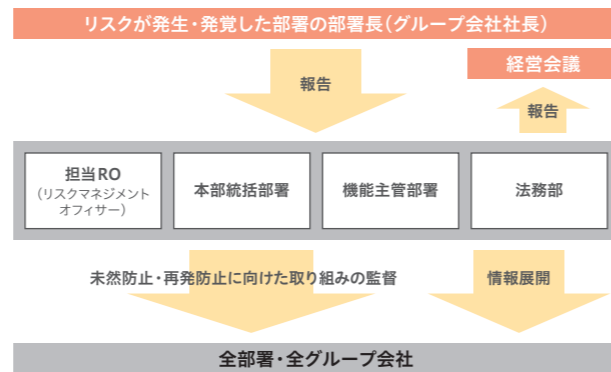 リスクが発生・発覚した部署の部署長（グループ会社社長）
経営会議
報告
報告
担当RO
（リスクマネジメント
オフィサー）
本部統括部署
機能主管部署
法務部
未然防止・再発防止に向けた取り組みの監督
情報展開
全部署・全グループ会社